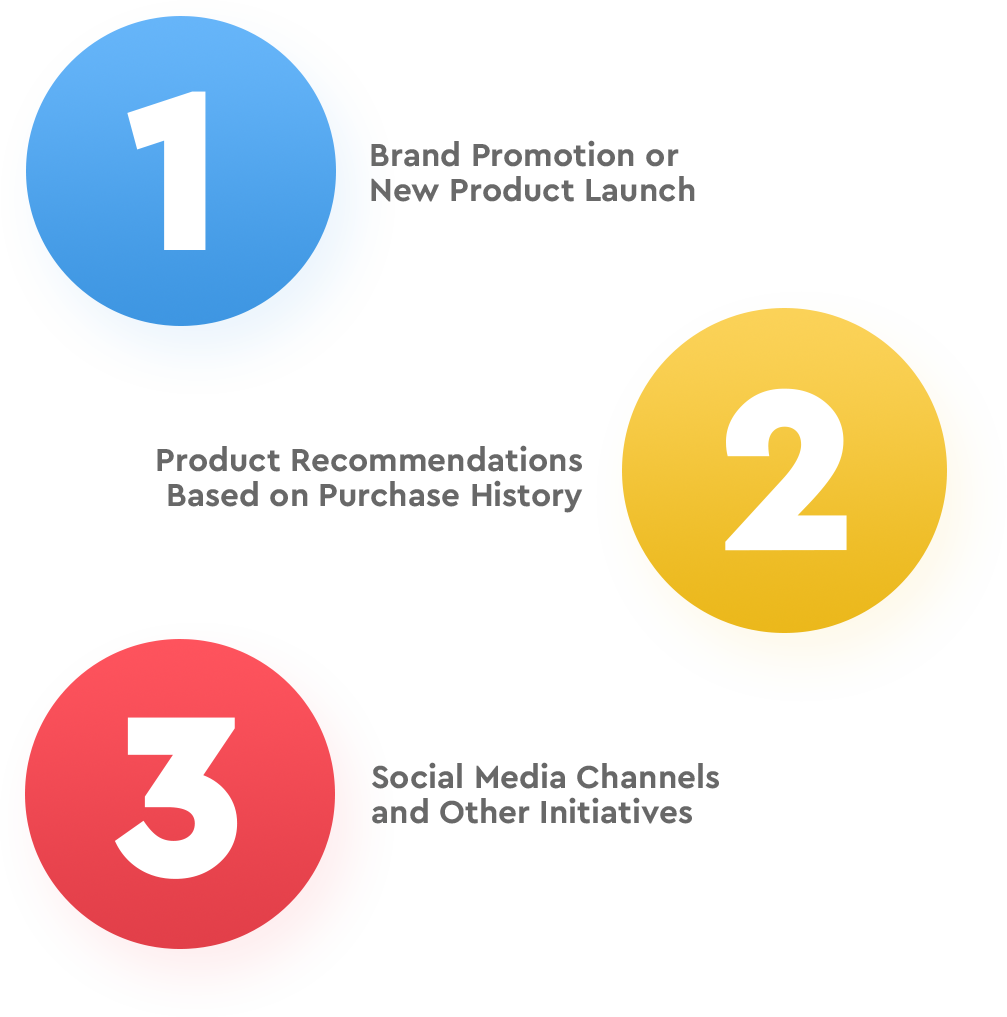 1
Brand Promotion or
New Product Launch
2
Product Recommendations
Based on Purchase History
3
Social Media Channels
and Other Initiatives